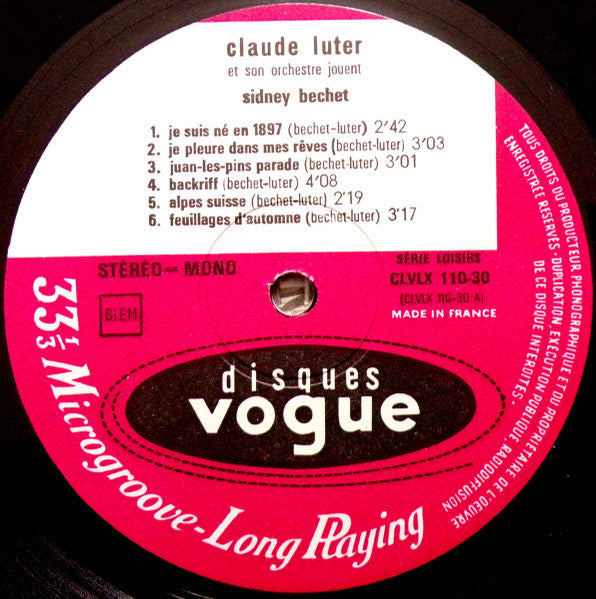 claude luter
et son orchestre jouent
sidney bechet
1. je suis né en 1897 (bechet-luter) 2'42
2. je pleure dans mes rêves (bechet-luter) 3'03
3. juan-les-pins parade (bechet-luter) 3'01
4. backriff (bechet-luter) 4'08
5. alpes suisse (bechet-luter) 2'19
6. feuillages d'automne (bechet-luter) 3'17
STÉRÉO - MONO
BIEM
SÉRIE LOISIRS
CLVLX 110-30
(CLVLX 110-30 A)
MADE IN FRANCE
disques
vogue
33 1/3 Microgroove - Long Playing
TOUS DROITS DU PRODUCTEUR PHONOGRAPHIQUE ET DU PROPRIÉTAIRE DE L'OEUVRE
ENREGISTRÉE RÉSERVÉS - DUPLICATION, EXÉCUTION PUBLIQUE, RADIODIFFUSION
DE CE DISQUE INTERDITES -